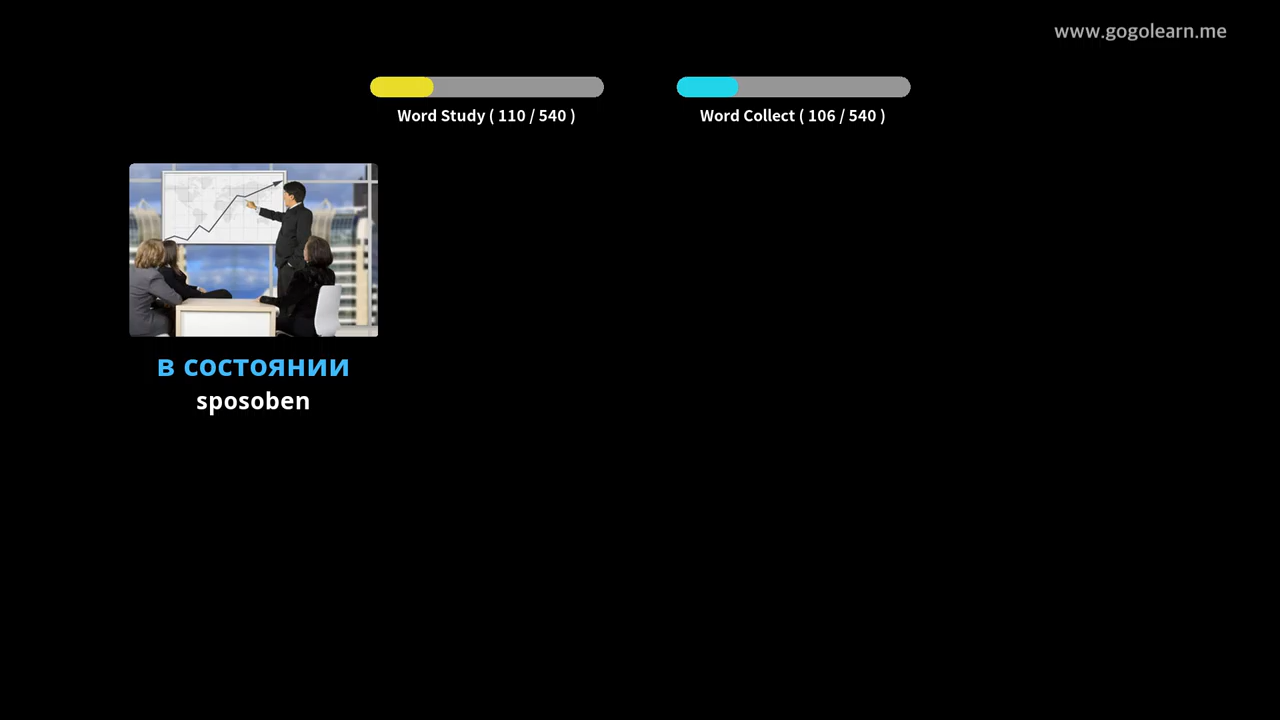 www.gogolearn.me
Word Study ( 110 / 540 )
Word Collect ( 106 / 540 )
в состоянии
sposoben